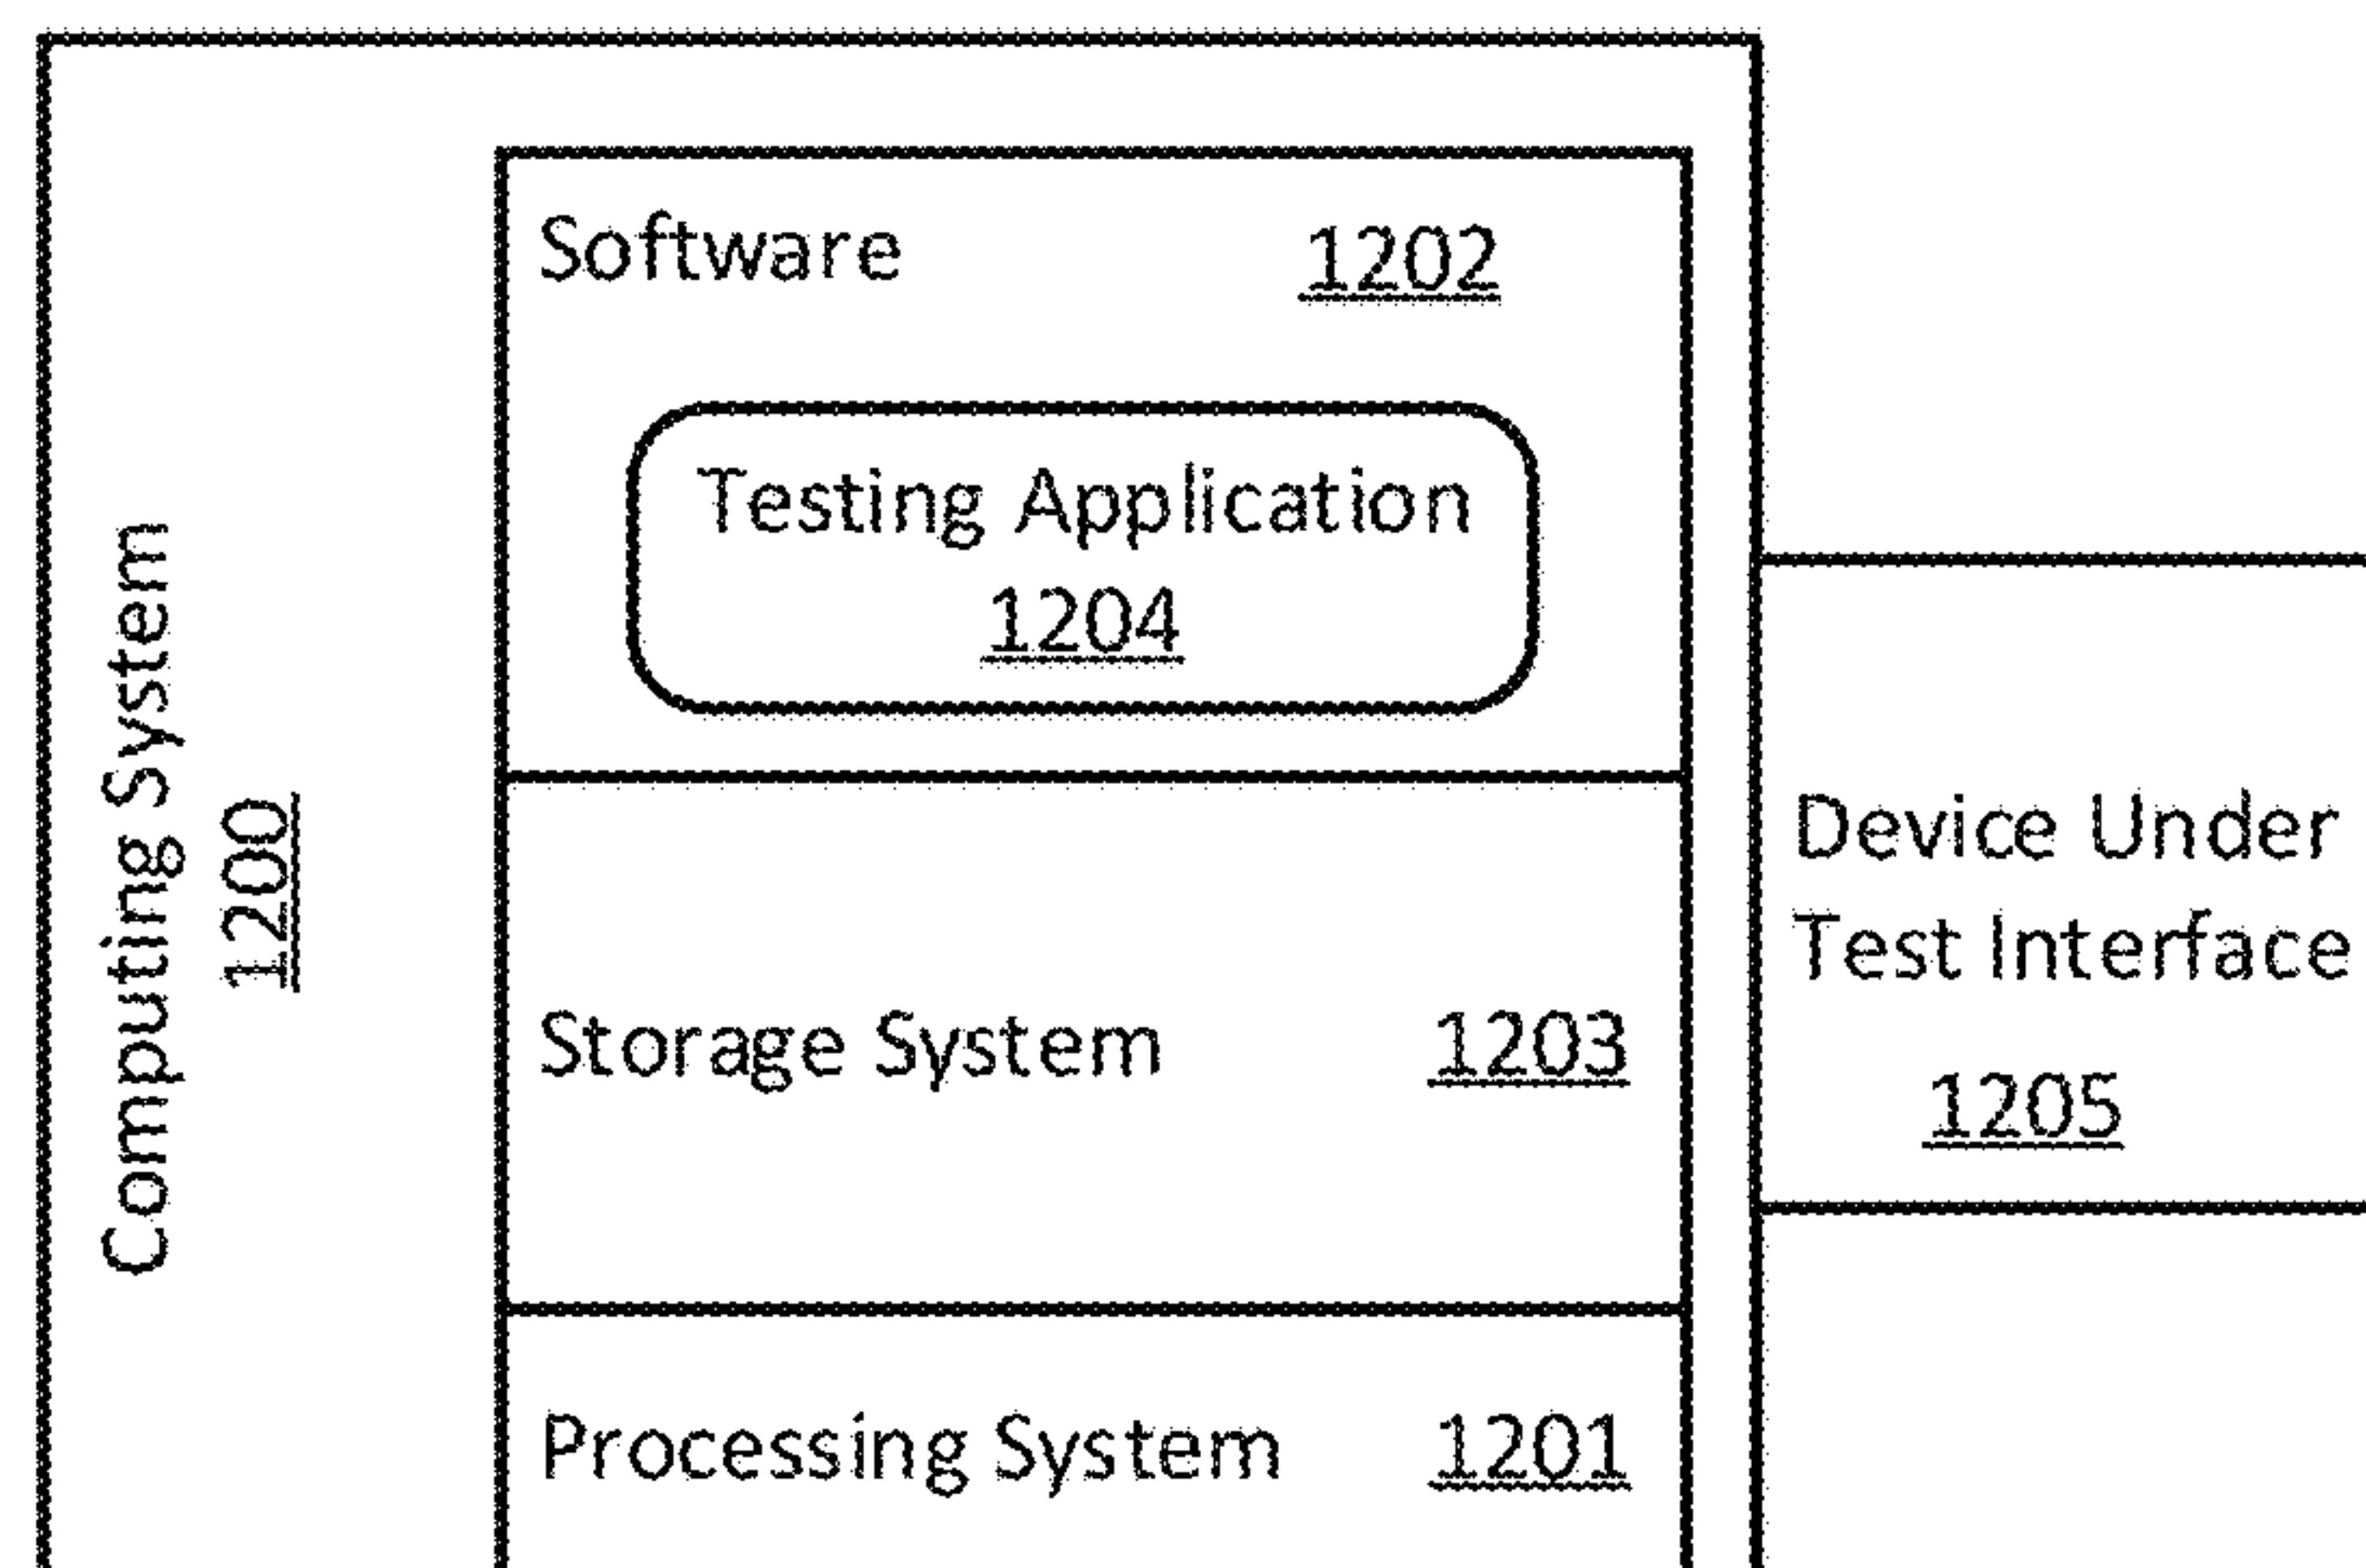 Computing System
1200
Software 1202
Testing Application
1204
Storage System 1203
Processing System 1201
Device Under
Test Interface
1205